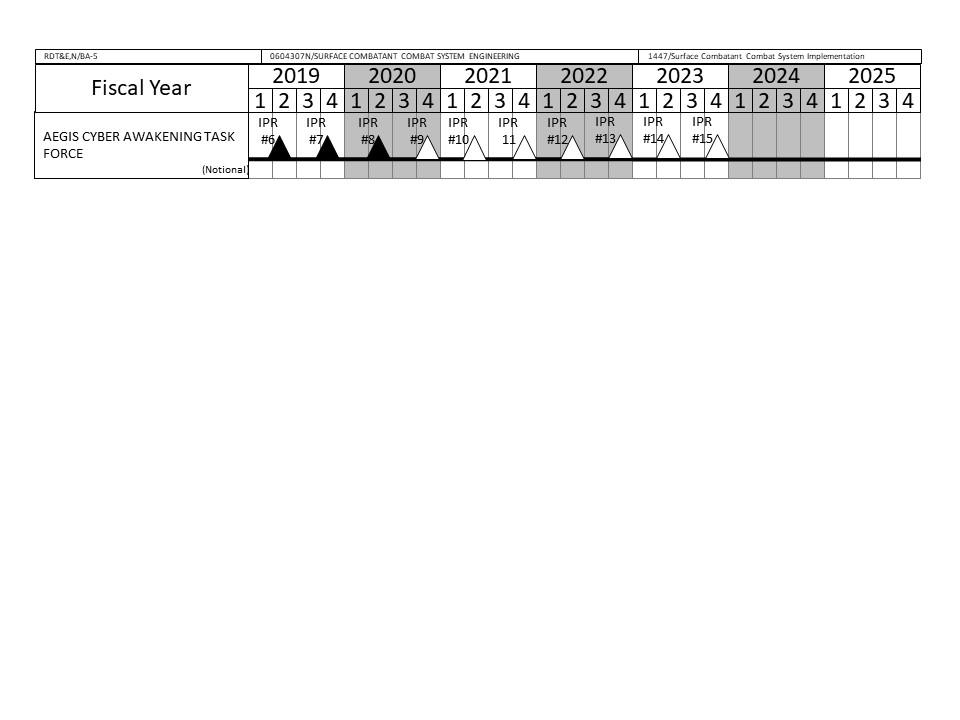 RDT&E,N/BA-5 0604307N/SURFACE COMBATANT COMBAT SYSTEM ENGINEERING 1447/Surface Combatant Combat System Implementation
Fiscal Year 2019 2020 2021 2022 2023 2024 2025
1 2 3 4 1 2 3 4 1 2 3 4 1 2 3 4 1 2 3 4 1 2 3 4 1 2 3 4
IPR IPR IPR IPR IPR IPR IPR IPR IPR IPR
#6 #7 #8 #9 #10 11 #12 #13 #14 #15
AEGIS CYBER AWAKENING TASK
FORCE
(Notional)